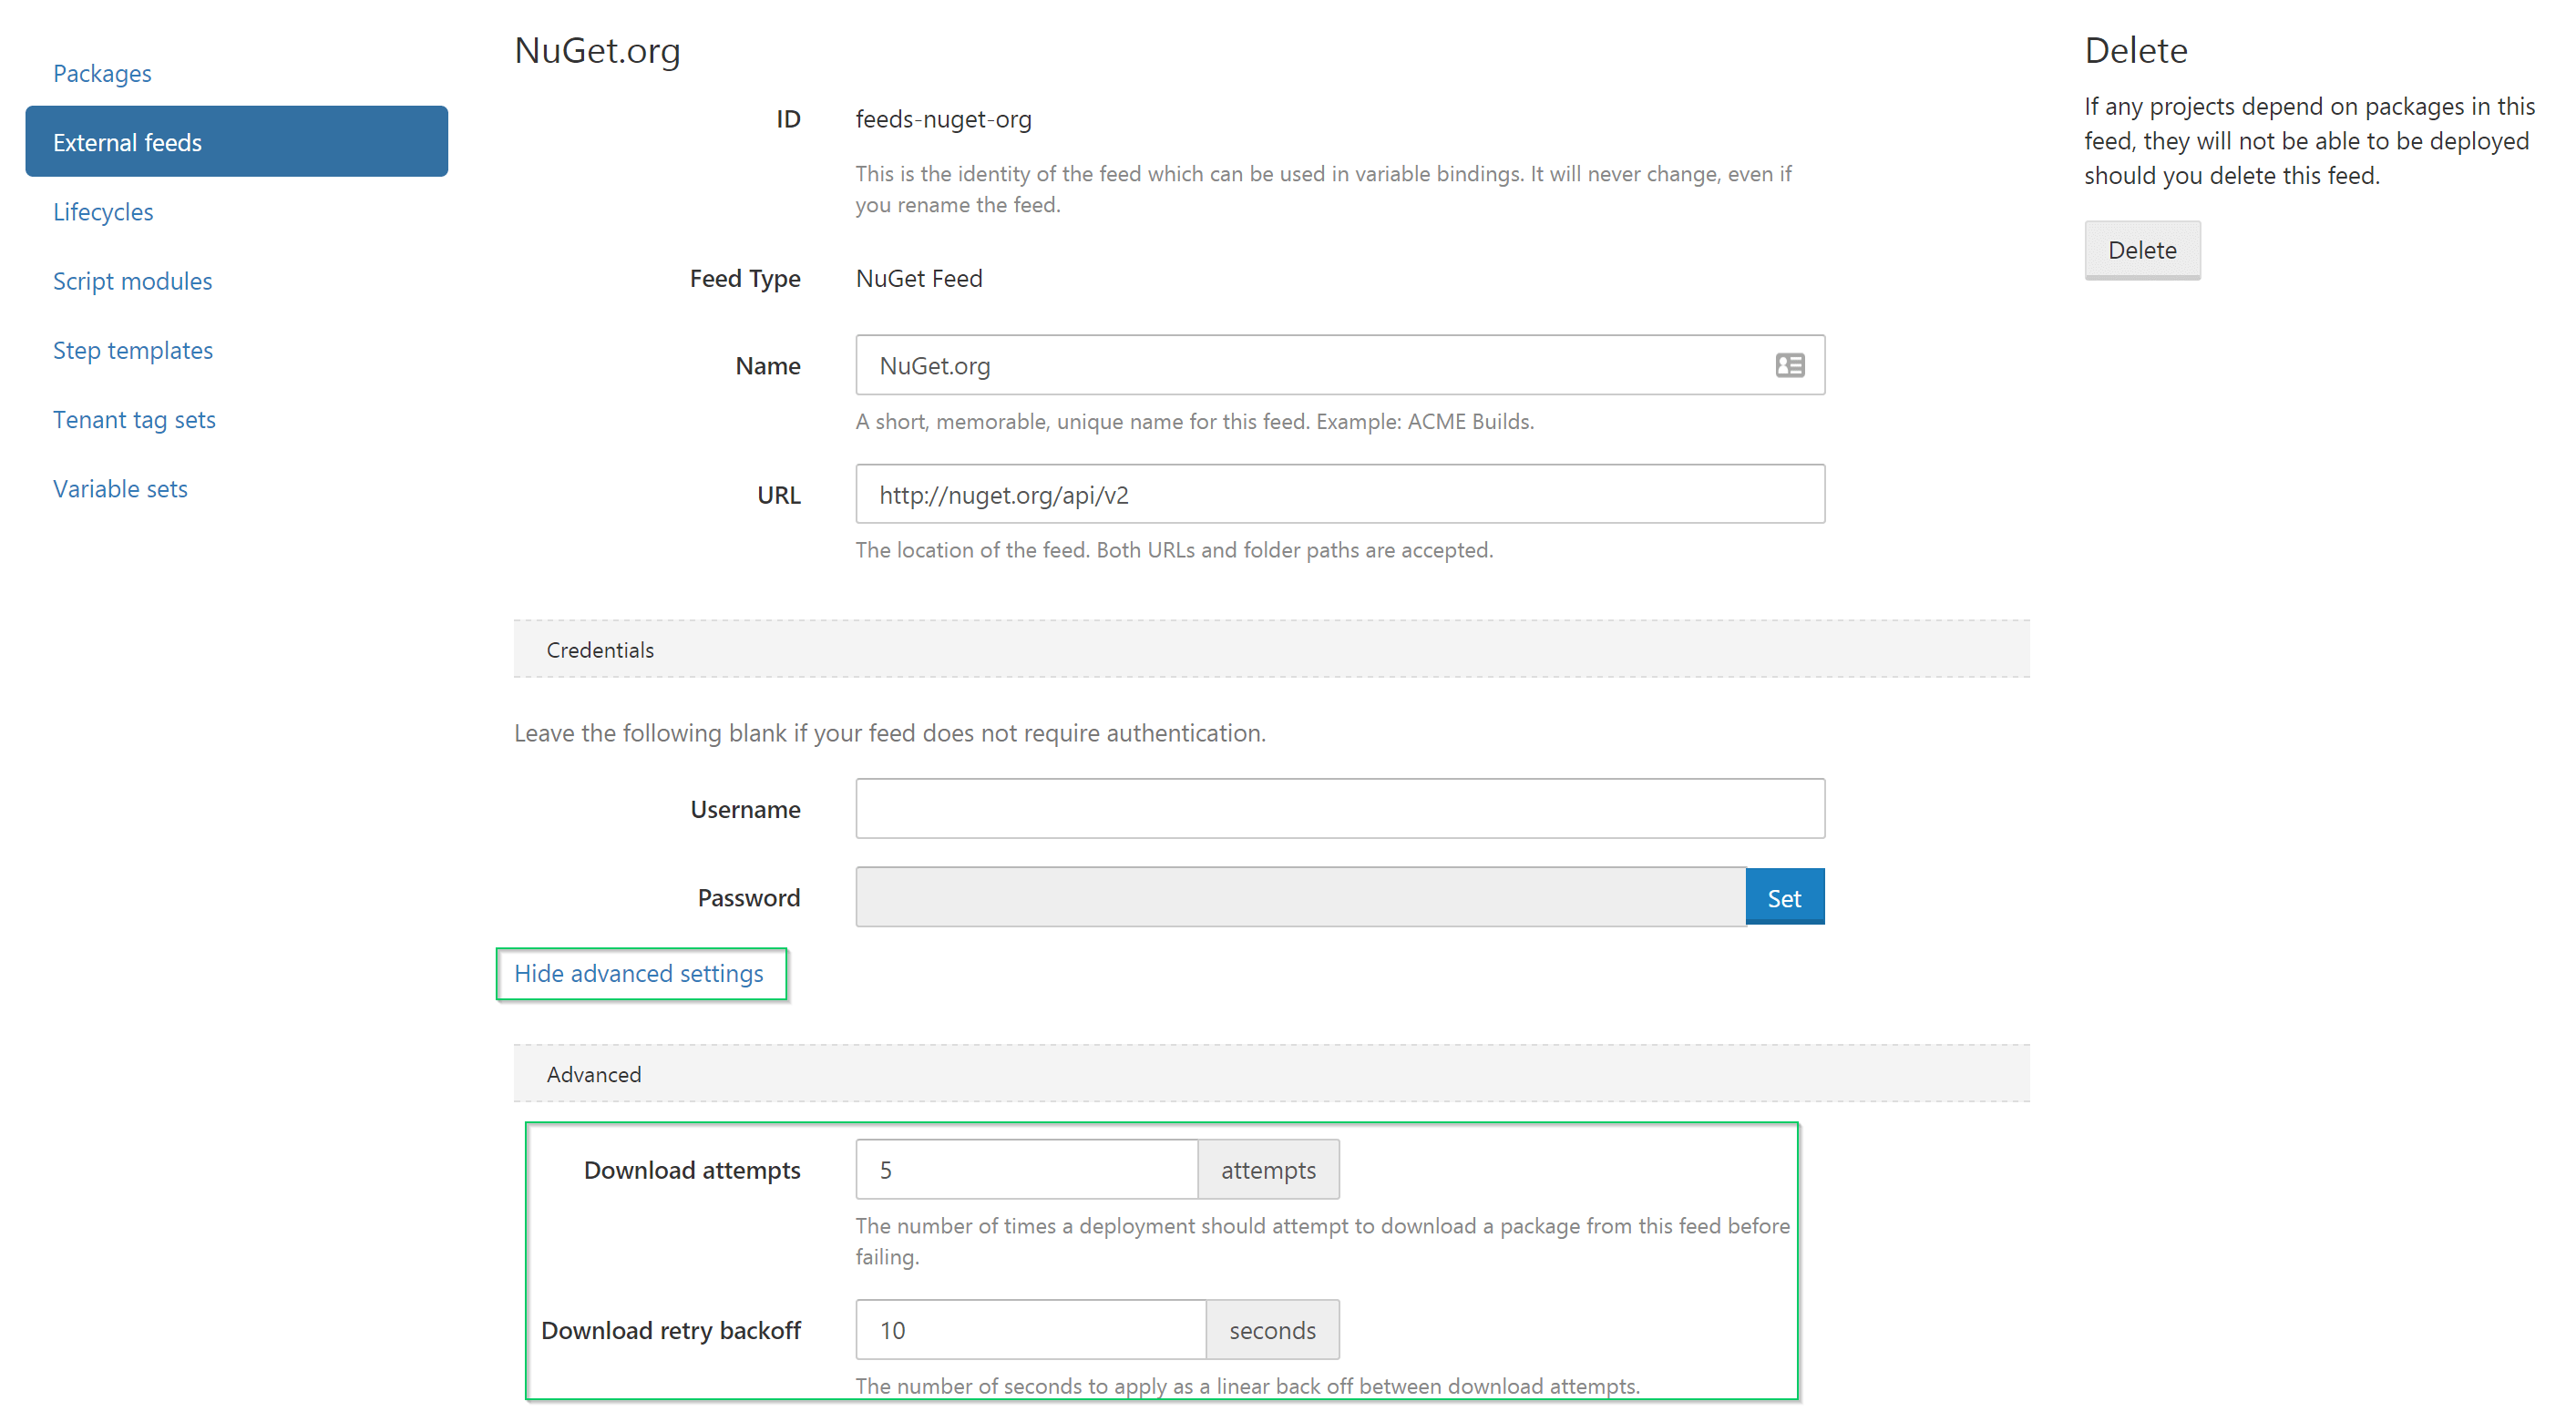 Packages
External feeds
Lifecycles
Script modules
Step templates
Tenant tag sets
Variable sets
NuGet.org
ID
feeds-nuget-org
This is the identity of the feed which can be used in variable bindings. It will never change, even if
you rename the feed.
Feed Type
NuGet Feed
Name
NuGet.org
A short, memorable, unique name for this feed. Example: ACME Builds.
URL
http://nuget.org/api/v2
The location of the feed. Both URLs and folder paths are accepted.
Credentials
Leave the following blank if your feed does not require authentication.
Username
Password
Set
Hide advanced settings
Advanced
Download attempts
5
attempts
The number of times a deployment should attempt to download a package from this feed before
failing.
Download retry backoff
10
seconds
The number of seconds to apply as a linear back off between download attempts.
Delete
If any projects depend on packages in this
feed, they will not be able to be deployed
should you delete this feed.
Delete